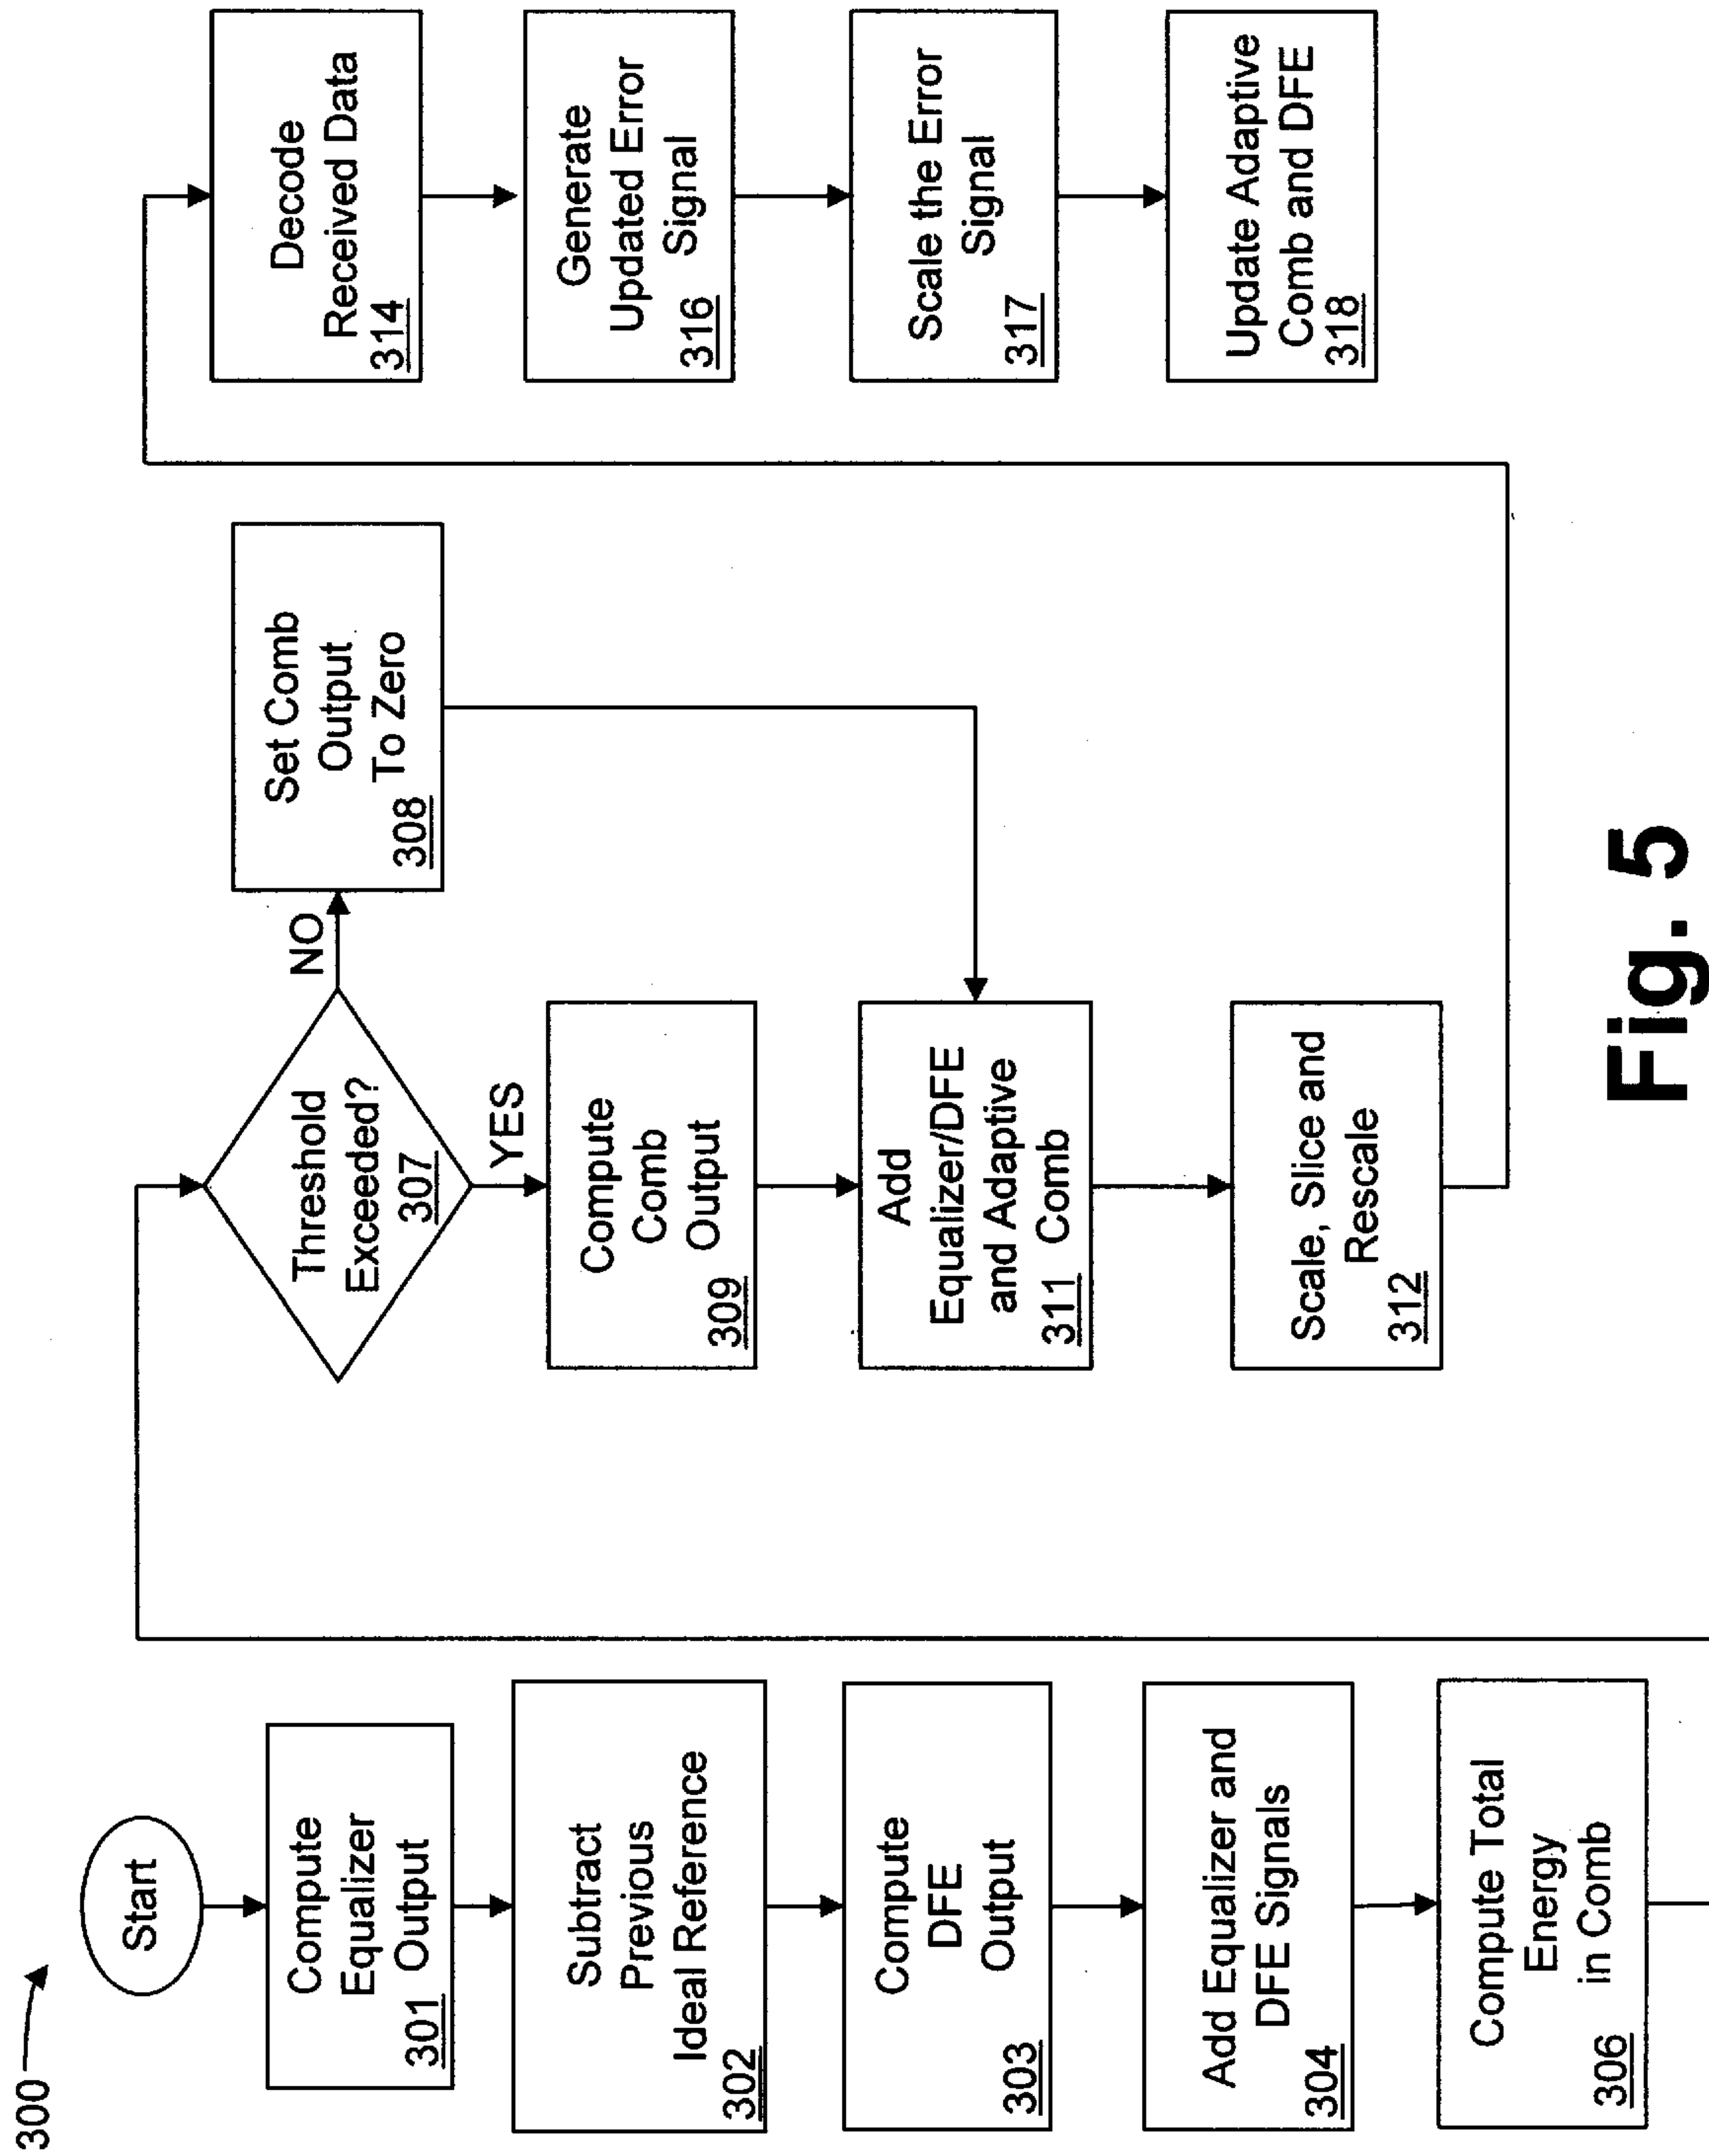 300
Start
Compute
Equalizer
301 Output
Subtract
Previous
Ideal Reference
302
Compute
DFE
Output
303
Add Equalizer and
DFE Signals
304
Compute Total
Energy
in Comb
306
Threshold
Exceeded?
307
NO
YES
Set Comb
Output
To Zero
308
Compute
Comb
Output
309
Add
Equalizer/DFE
and Adaptive
311 Comb
Scale, Slice and
Rescale
312
Decode
Received Data
314
Generate
Updated Error
316 Signal
Scale the Error
Signal
317
Update Adaptive
Comb and DFE
318
Fig. 5